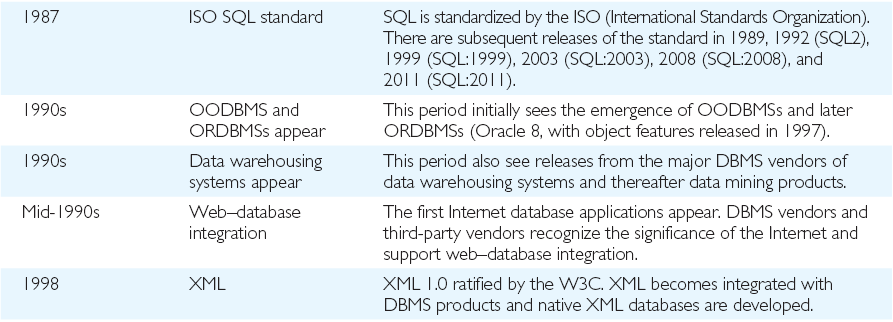 1987 ISO SQL standard SQL is standardized by the ISO (International Standards Organization).
There are subsequent releases of the standard in 1989, 1992 (SQL2),
1999 (SQL:1999), 2003 (SQL:2003), 2008 (SQL:2008), and
2011 (SQL:2011).
1990s OODBMS and This period initially sees the emergence of OODBMSs and later
ORDBMSs appear ORDBMSs (Oracle 8, with object features released in 1997).
1990s Data warehousing This period also see releases from the major DBMS vendors of
systems appear data warehousing systems and thereafter data mining products.
Mid-1990s Web–database The first Internet database applications appear. DBMS vendors and
integration third-party vendors recognize the significance of the Internet and
support web–database integration.
1998 XML XML 1.0 ratified by the W3C. XML becomes integrated with
DBMS products and native XML databases are developed.